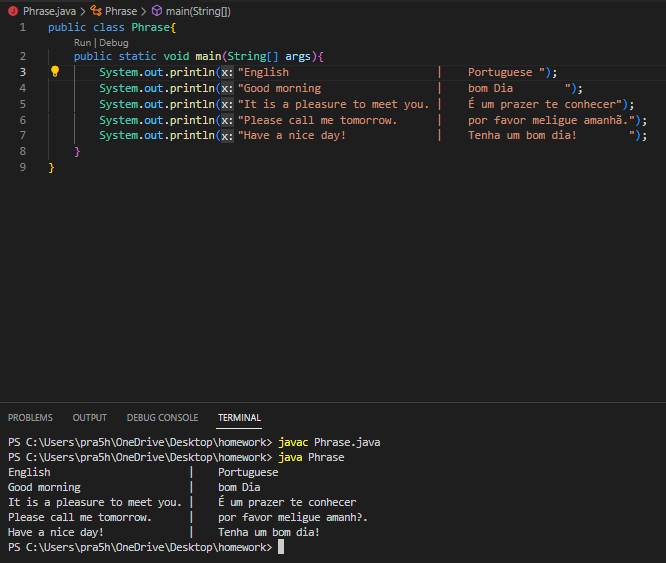 Phrase.java > Phrase > main(String[])
1 public class Phrase{
Run | Debug
2 public static void main(String[] args){
3 System.out.println(x:"English | Portuguese ");
4 System.out.println(x:"Good morning | bom Dia ");
5 System.out.println(x:"It is a pleasure to meet you. | É um prazer te conhecer");
6 System.out.println(x:"Please call me tomorrow. | por favor meligue amanhã.");
7 System.out.println(x:"Have a nice day! | Tenha um bom dia! ");
8 }
9 }
PROBLEMS OUTPUT DEBUG CONSOLE TERMINAL
PS C:\Users\pra5h\OneDrive\Desktop\homework> javac Phrase.java
PS C:\Users\pra5h\OneDrive\Desktop\homework> java Phrase
English | Portuguese
Good morning | bom Dia
It is a pleasure to meet you. | É um prazer te conhecer
Please call me tomorrow. | por favor meligue amanh?.
Have a nice day! | Tenha um bom dia!
PS C:\Users\pra5h\OneDrive\Desktop\homework>